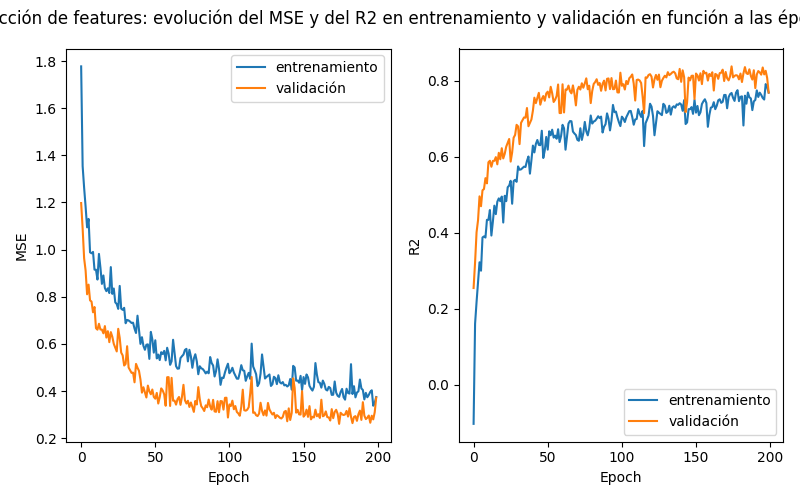 cción de features: evolución del MSE y del R2 en entrenamiento y validación en función a las épo
1.8
1.6
1.4
1.2
1.0
0.8
0.6
0.4
0.2
MSE
entrenamiento
validación
0
50
100
150
200
Epoch
0.8
0.6
0.4
0.2
0.0
R2
entrenamiento
validación
0
50
100
150
200
Epoch